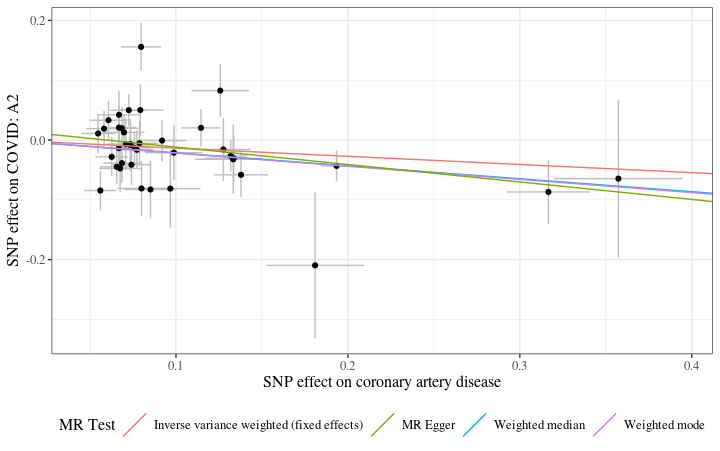 SNP effect on COVID: A2
0.2
0.0
-0.2
0.1
0.2
0.3
0.4
SNP effect on coronary artery disease
MR Test
Inverse variance weighted (fixed effects)
MR Egger
Weighted median
Weighted mode